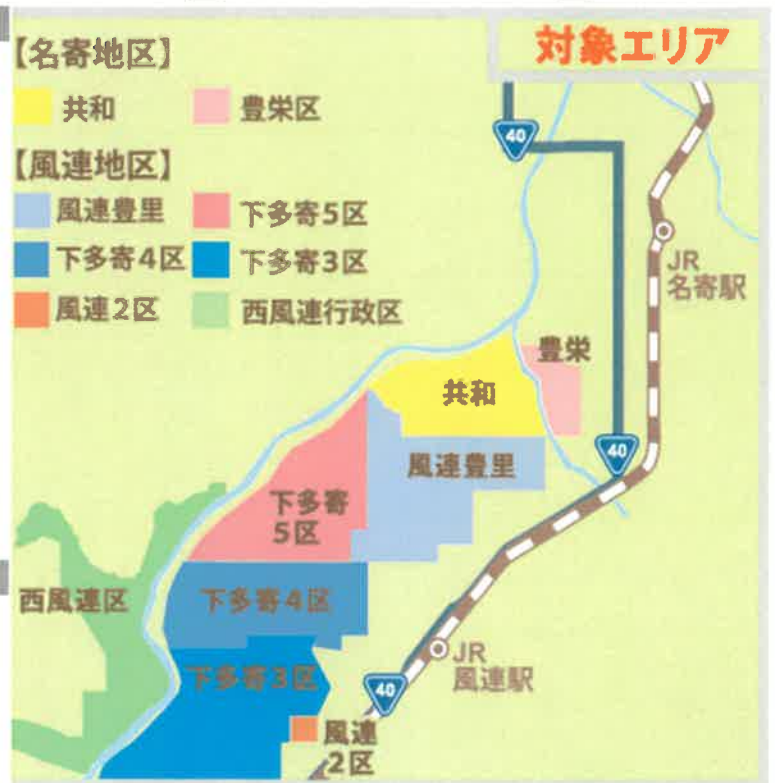 対象エリア
【名寄地区】
共和
豊栄区
【風連地区】
風連豊里
下多寄5区
下多寄4区
下多寄3区
風連2区
西風連行政区
40
JR
名寄駅
豊栄
共和
40
風連豊里
下多寄
5区
西風連区
下多寄4区
JR
風連駅
下多寄3区
40
風連
2区